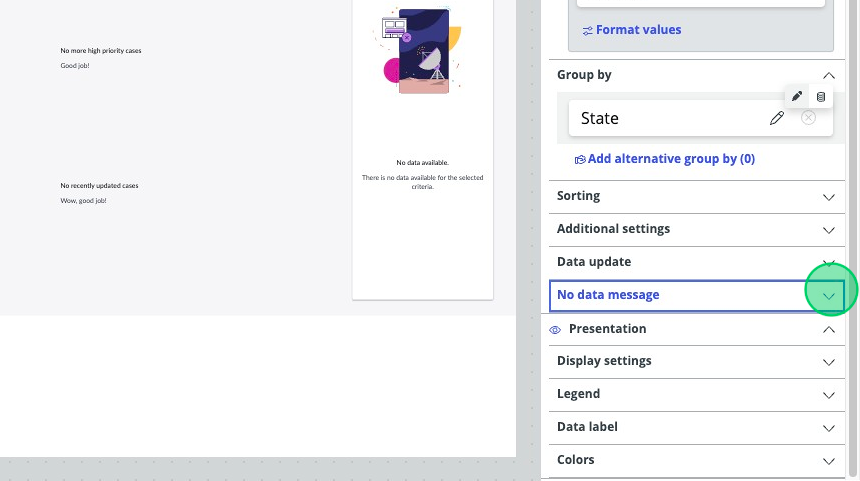 No more high priority cases
Good job!
No recently updated cases
Wow, good job!
No data available.
There is no data available for the selected
criteria.
Format values
Group by
State
Add alternative group by (0)
Sorting
Additional settings
Data update
No data message
Presentation
Display settings
Legend
Data label
Colors